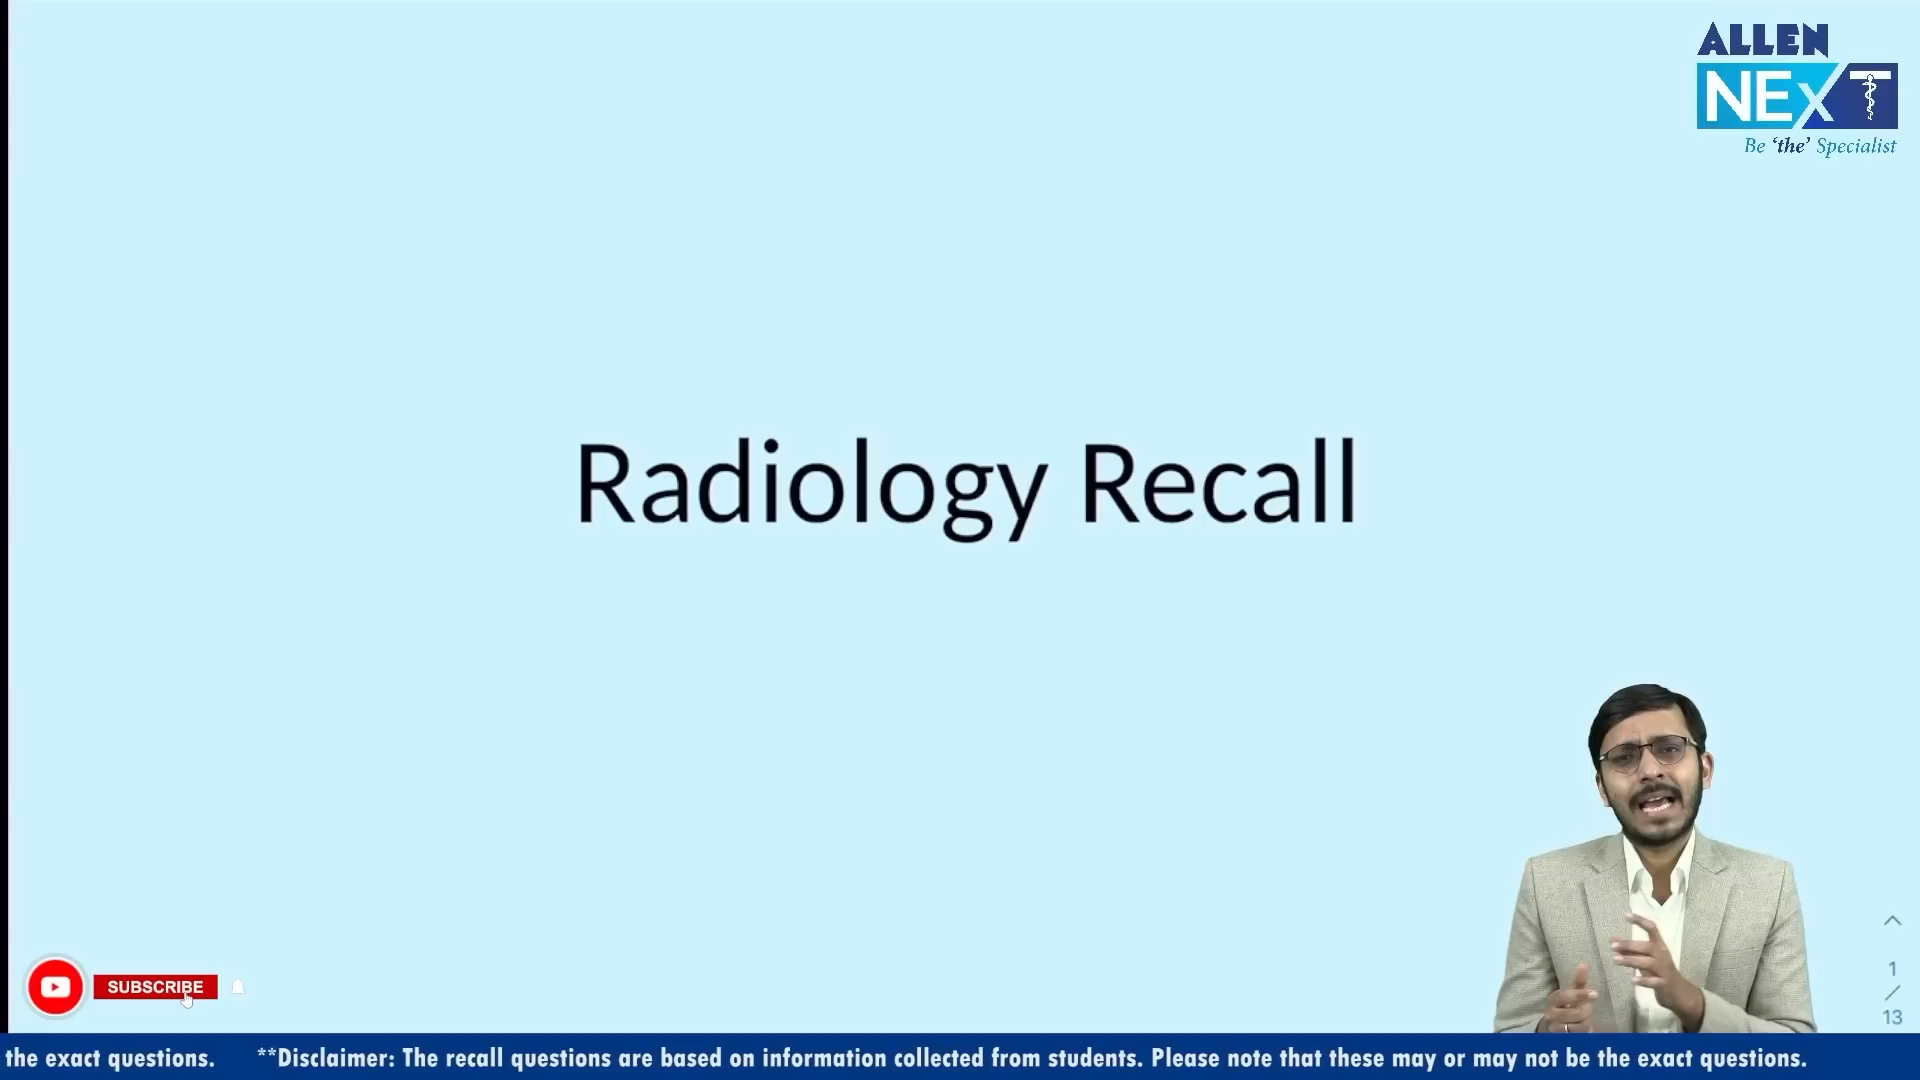 ALLEN
NExT
Be ‘the’ Specialist
Radiology Recall
SUBSCRIBE
1
/
13
the exact questions. **Disclaimer: The recall questions are based on information collected from students. Please note that these may or may not be the exact questions.